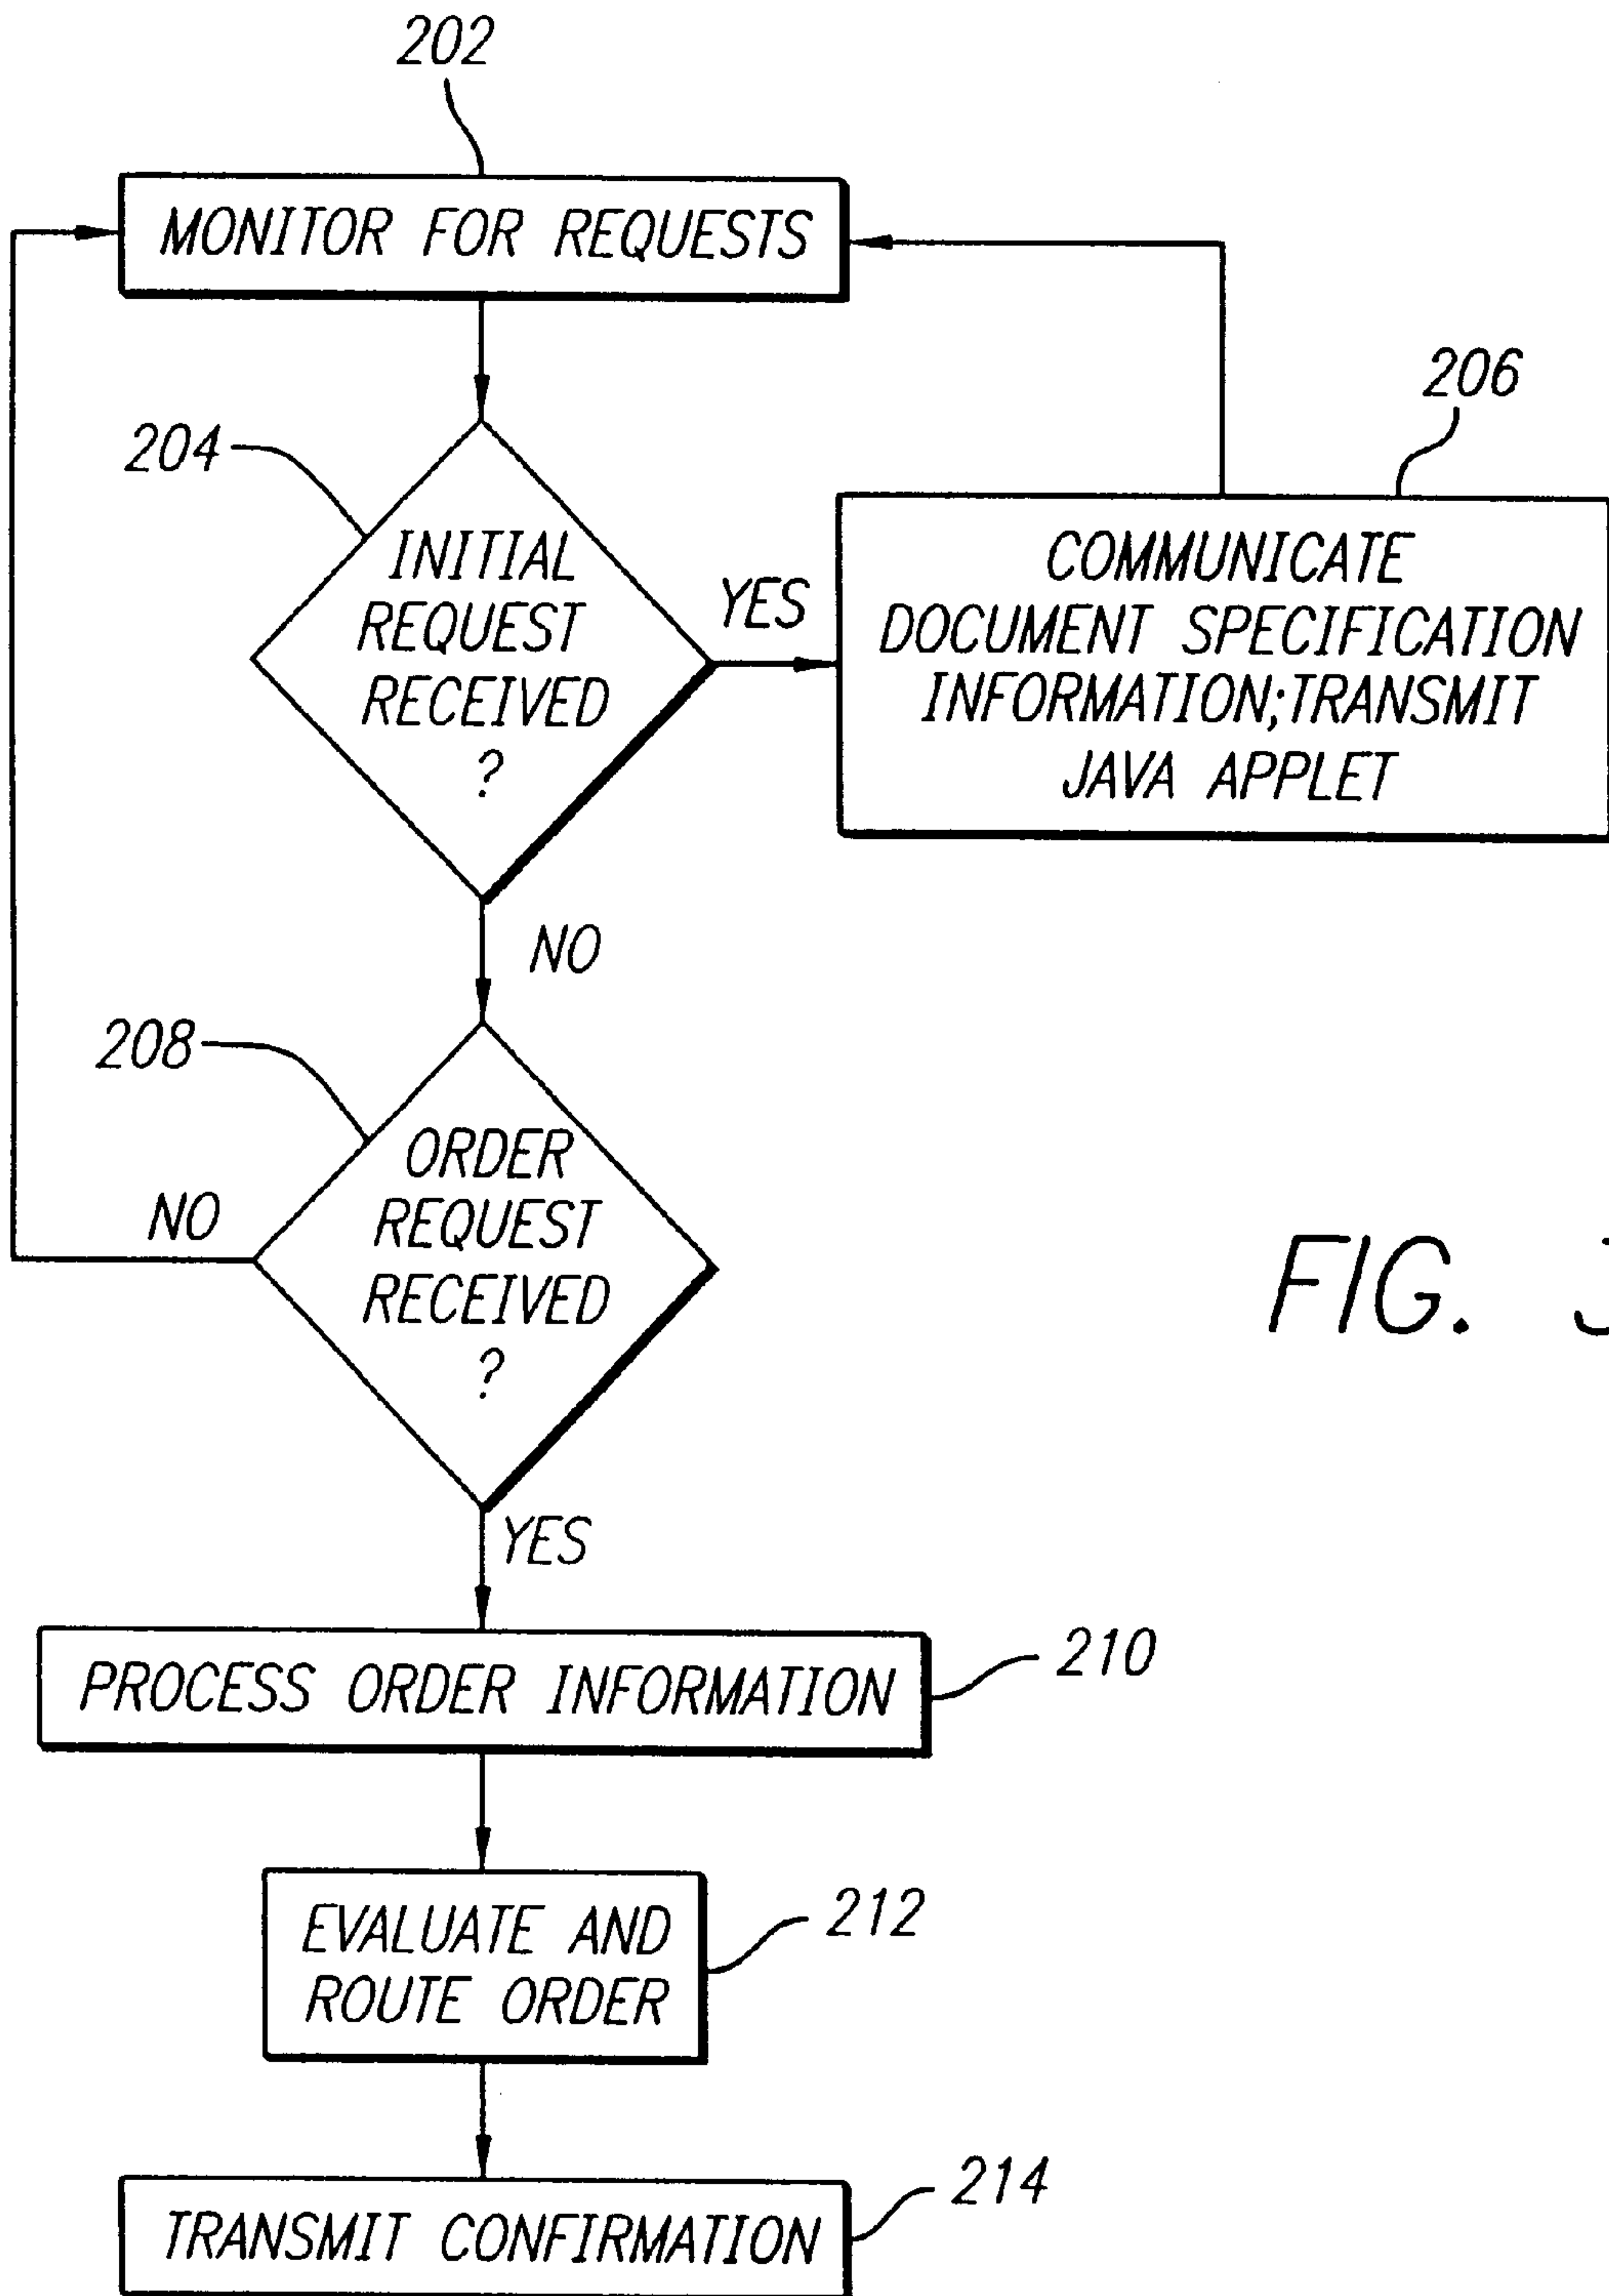 202
MONITOR FOR REQUESTS
204
INITIAL
REQUEST
RECEIVED
?
YES
206
COMMUNICATE
DOCUMENT SPECIFICATION
INFORMATION;TRANSMIT
JAVA APPLET
NO
208
ORDER
REQUEST
RECEIVED
?
NO
YES
FIG.
PROCESS ORDER INFORMATION
210
EVALUATE AND
ROUTE ORDER
212
TRANSMIT CONFIRMATION
214